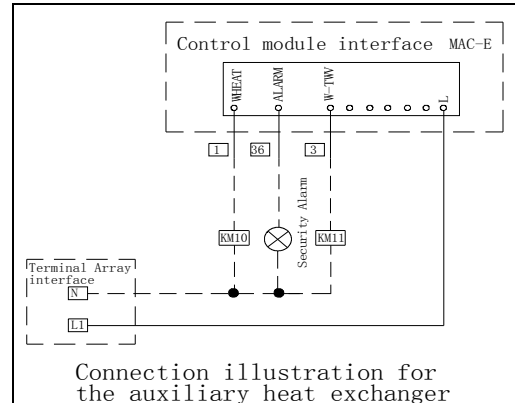 Control module interface MAC-E
WHEAT
ALARM
W-TWV
L
1
36
3
Security Alarm
KM10
KM11
Terminal Array
interface
N
L1
Connection illustration for
the auxiliary heat exchanger